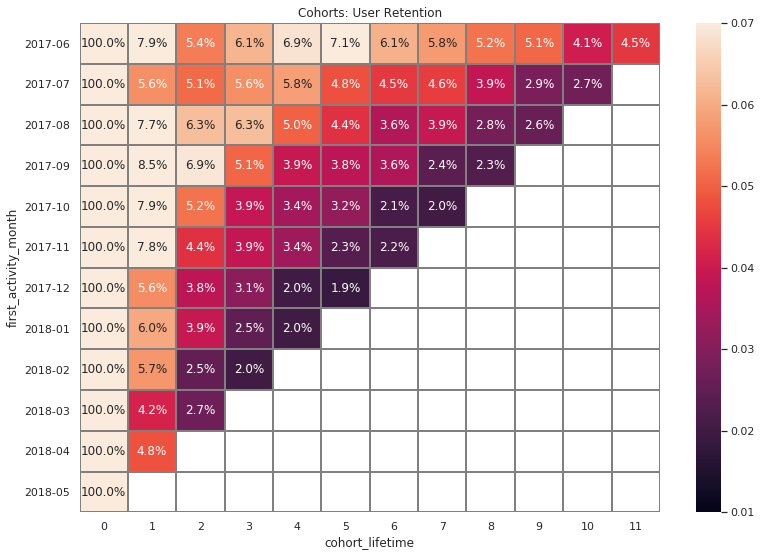 Cohorts: User Retention
2017-06 100.0% 7.9% 5.4% 6.1% 6.9% 7.1% 6.1% 5.8% 5.2% 5.1% 4.1% 4.5%
2017-07 100.0% 5.6% 5.1% 5.6% 5.8% 4.8% 4.5% 4.6% 3.9% 2.9% 2.7%
2017-08 100.0% 7.7% 6.3% 6.3% 5.0% 4.4% 3.6% 3.9% 2.8% 2.6%
2017-09 100.0% 8.5% 6.9% 5.1% 3.9% 3.8% 3.6% 2.4% 2.3%
2017-10 100.0% 7.9% 5.2% 3.9% 3.4% 3.2% 2.1% 2.0%
2017-11 100.0% 7.8% 4.4% 3.9% 3.4% 2.3% 2.2%
2017-12 100.0% 5.6% 3.8% 3.1% 2.0% 1.9%
2018-01 100.0% 6.0% 3.9% 2.5% 2.0%
2018-02 100.0% 5.7% 2.5% 2.0%
2018-03 100.0% 4.2% 2.7%
2018-04 100.0% 4.8%
2018-05 100.0%
0 1 2 3 4 5 6 7 8 9 10 11
cohort_lifetime
first_activity_month
0.07
0.06
0.05
0.04
0.03
0.02
0.01